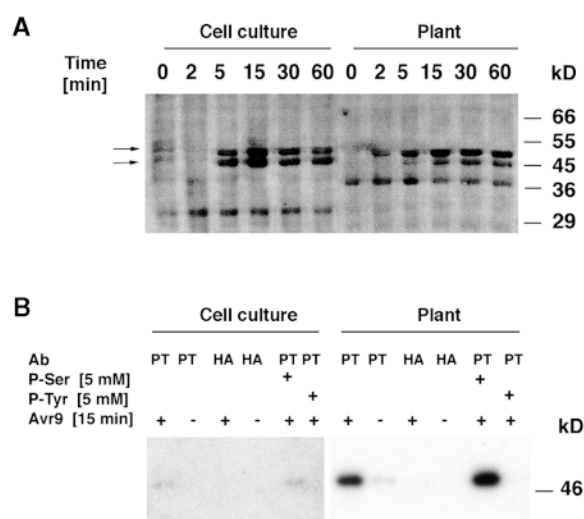 A
Cell culture Plant
Time [min] 0 2 5 15 30 60 0 2 5 15 30 60 kD
66
55
45
36
29
B
Cell culture Plant
Ab PT PT HA HA PT PT PT PT HA HA PT PT
P-Ser [5 mM] + +
P-Tyr [5 mM] + +
Avr9 [15 min] + - + - + + + - + - + + kD
46